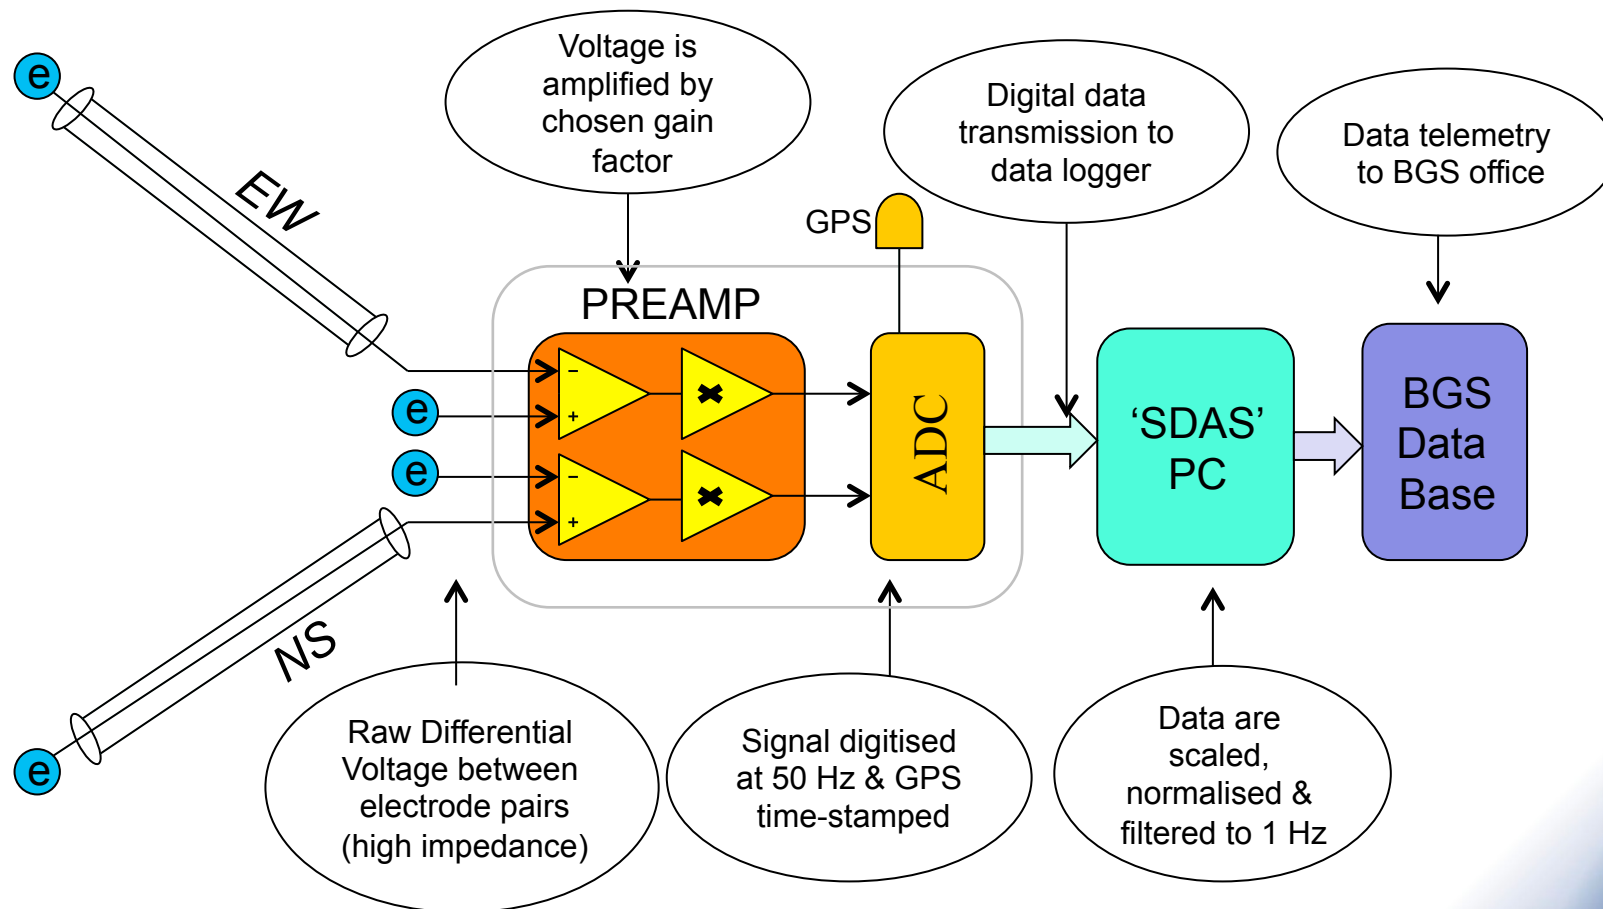 Voltage is
amplified by
chosen gain
factor
Digital data
transmission to
data logger
Data telemetry
to BGS office
e
EW
GPS
PREAMP
−
e
+
e
−
+
ADC
‘SDAS’
PC
BGS
Data
Base
NS
e
Raw Differential
Voltage between
electrode pairs
(high impedance)
Signal digitised
at 50 Hz & GPS
time-stamped
Data are
scaled,
normalised &
filtered to 1 Hz